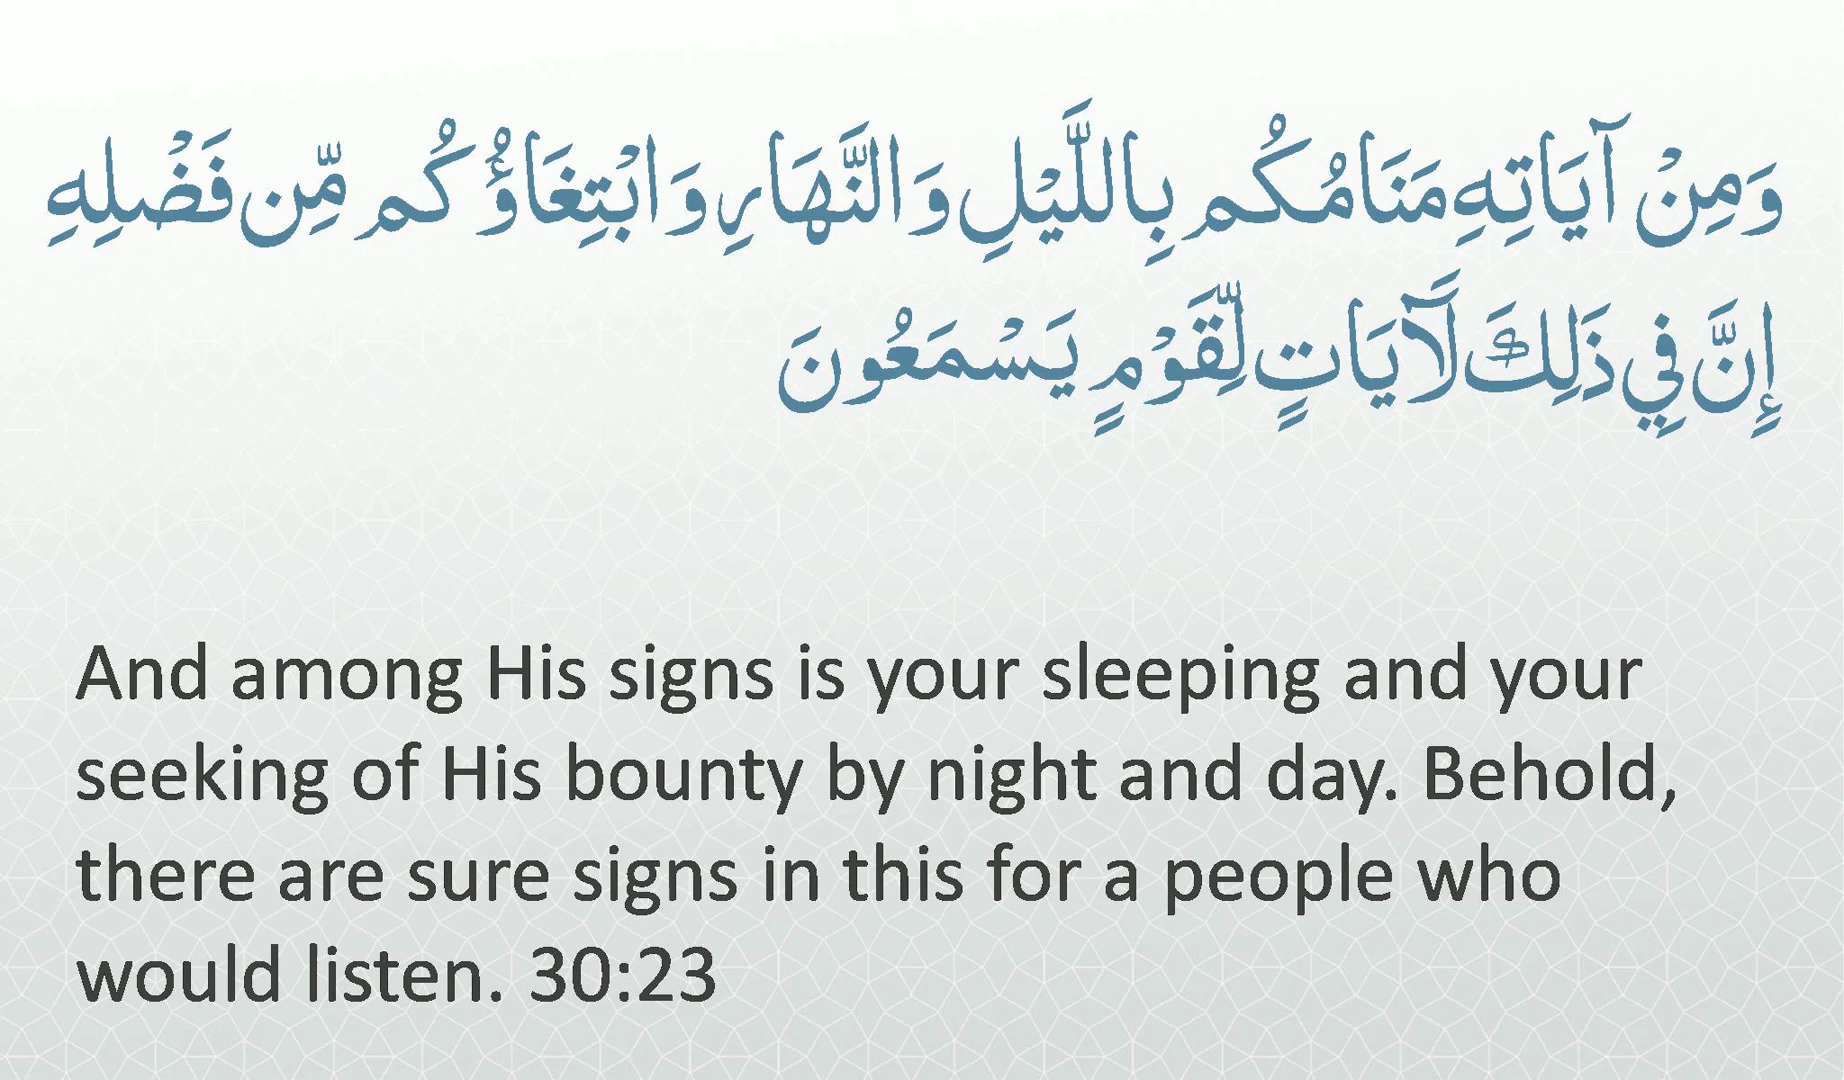 وَمِنْ آيَاتِهِ مَنَامُكُم بِاللَّيْلِ وَالنَّهَارِ وَابْتِغَاؤُكُم مِّن فَضْلِهِ
إِنَّ فِي ذَلِكَ لَآيَاتٍ لِّقَوْمٍ يَسْمَعُونَ
And among His signs is your sleeping and your
seeking of His bounty by night and day. Behold,
there are sure signs in this for a people who
would listen. 30:23